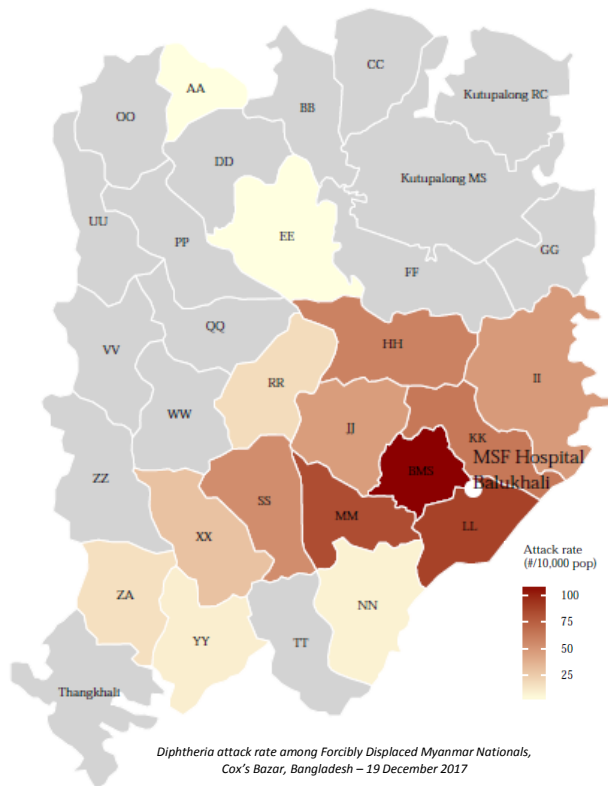 CC
AA
BB
Kutupalong RC
OO
DD
Kutupalong MS
UU
EE
PP
GG
FF
QQ
HH
VV
II
RR
WW
JJ
KK
MSF Hospital
BMS
Balukhali
ZZ
SS
MM
LL
XX
Attack rate
(#/10,000 pop)
ZA
NN
100
75
YY
TT
50
25
Thangkhali
Diphtheria attack rate among Forcibly Displaced Myanmar Nationals,
Cox’s Bazar, Bangladesh – 19 December 2017